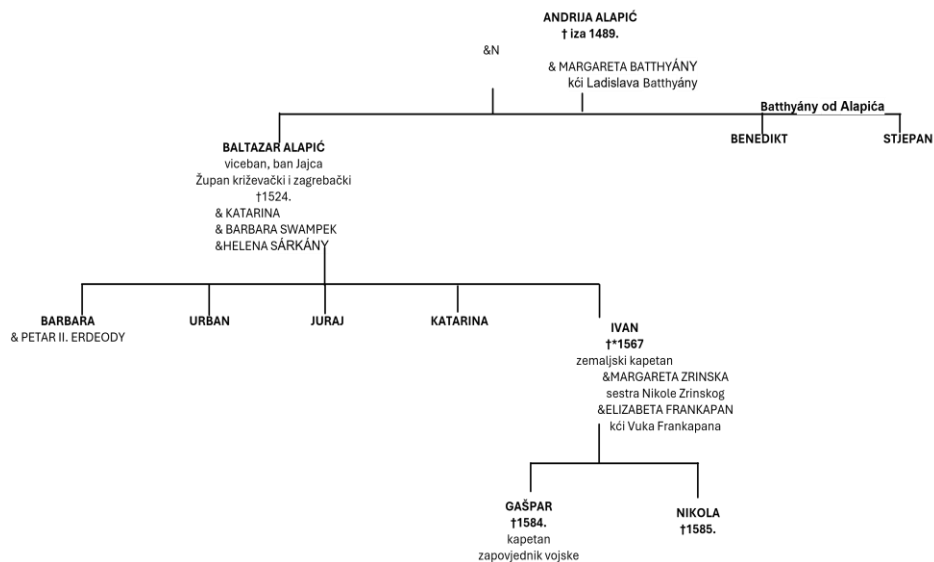 ANDRIJA ALAPIĆ
† iza 1489.
&N
& MARGARETA BATTHYÁNY
kći Ladislava Batthyány
Batthyány od Alapića
BALTAZAR ALAPIĆ
viceban, ban Jajca
Župan križevački i zagrebački
†1524.
& KATARINA
& BARBARA SWAMPEK
&HELENA SÁRKÁNY
BENEDIKT
STJEPAN
BARBARA
& PETAR II. ERDEODY
URBAN
JURAJ
KATARINA
IVAN
†*1567
zemaljski kapetan
&MARGARETA ZRINSKA
sestra Nikole Zrinskog
&ELIZABETA FRANKAPAN
kći Vuka Frankapana
GAŠPAR
†1584.
kapetan
zapovjednik vojske
NIKOLA
†1585.